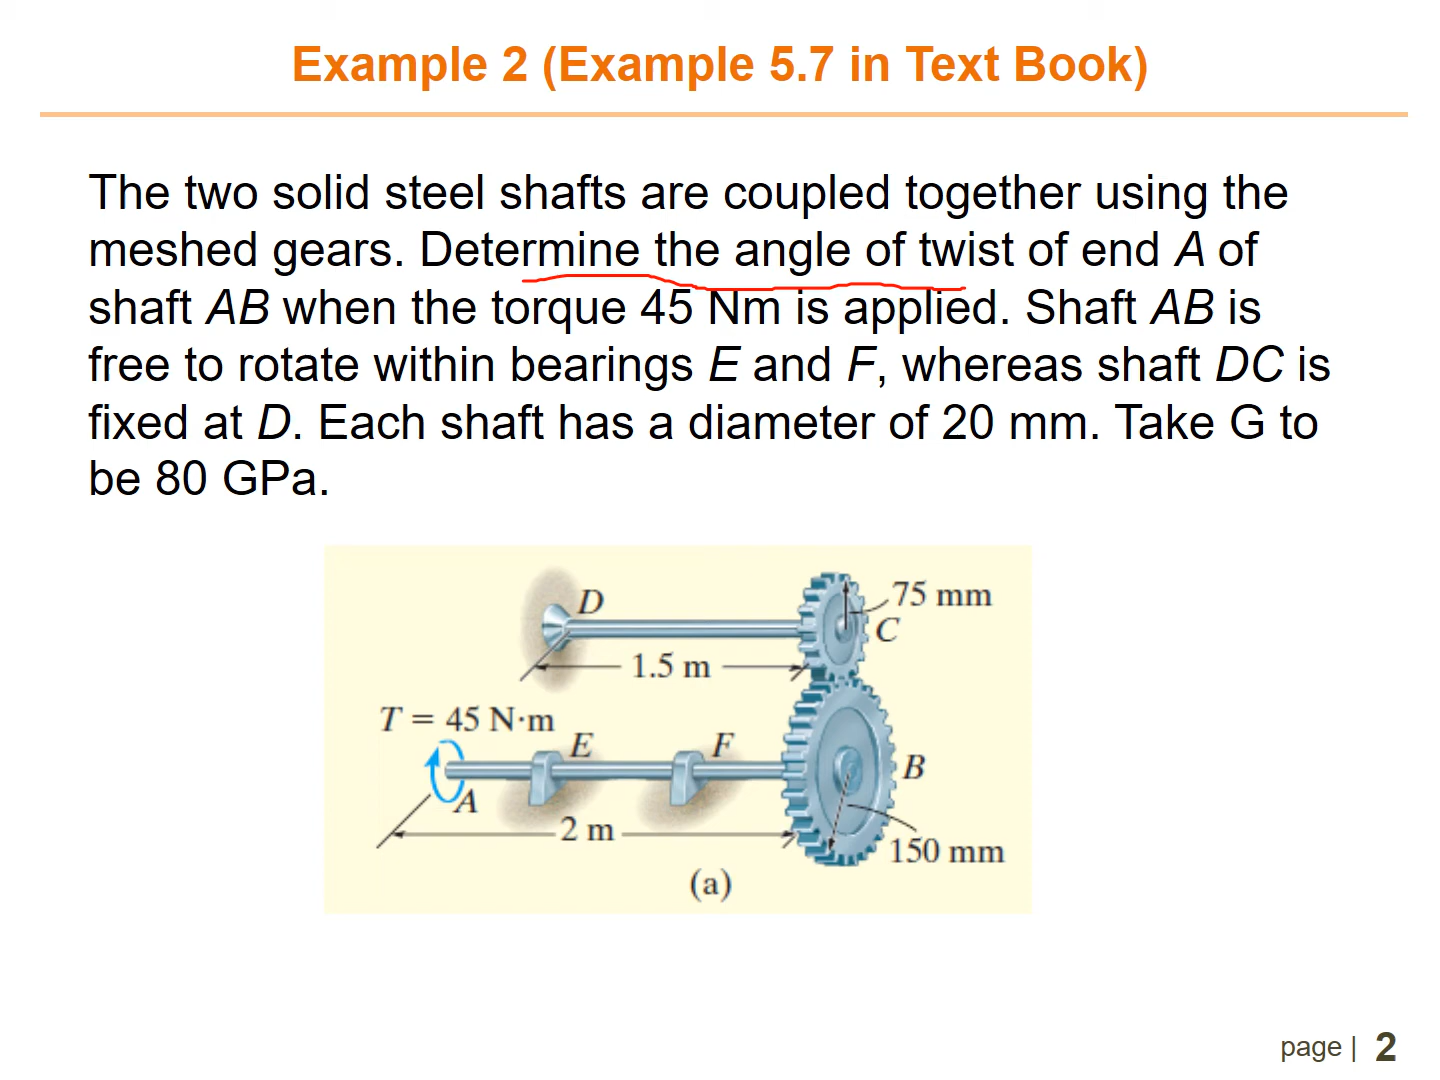 Example 2 (Example 5.7 in Text Book)
The two solid steel shafts are coupled together using the
meshed gears. Determine the angle of twist of end A of
shaft AB when the torque 45 Nm is applied. Shaft AB is
free to rotate within bearings E and F, whereas shaft DC is
fixed at D. Each shaft has a diameter of 20 mm. Take G to
be 80 GPa.
D
75 mm
C
1.5 m
T = 45 N·m
E
F
B
A
2 m
150 mm
(a)
page | 2